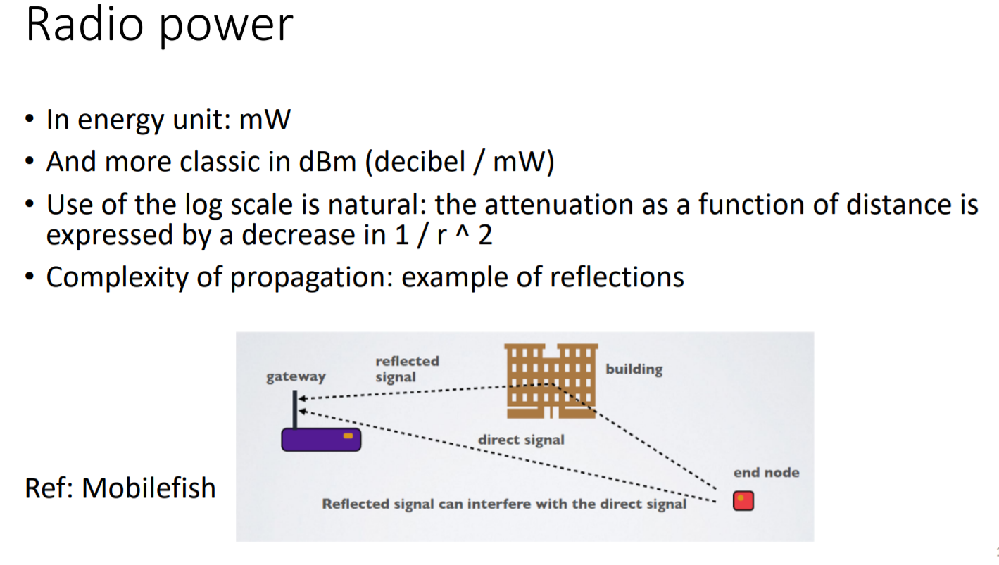 Radio power
• In energy unit: mW
• And more classic in dBm (decibel / mW)
• Use of the log scale is natural: the attenuation as a function of distance is
expressed by a decrease in 1 / r ^ 2
• Complexity of propagation: example of reflections
gateway
reflected
signal
building
direct signal
end node
Reflected signal can interfere with the direct signal
Ref: Mobilefish